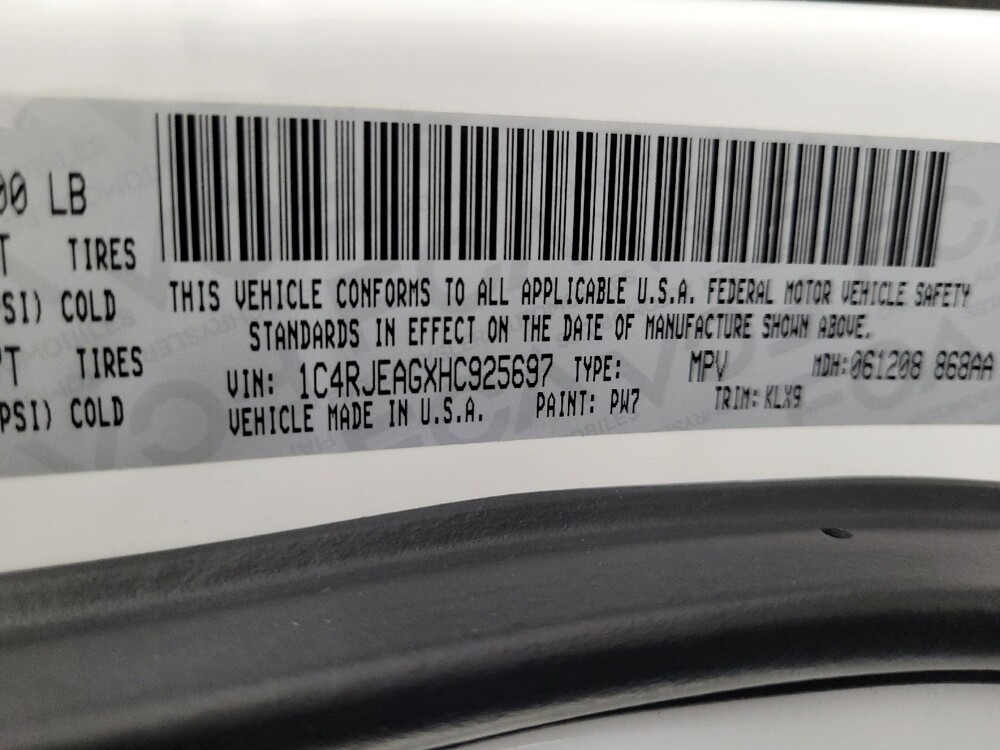 00 LB
T TIRES
SI) COLD
PT TIRES
PSI) COLD
THIS VEHICLE CONFORMS TO ALL APPLICABLE U.S.A. FEDERAL MOTOR VEHICLE SAFETY
STANDARDS IN EFFECT ON THE DATE OF MANUFACTURE SHOWN ABOVE.
VIN: 1C4RJEAGXHC925697 TYPE: MPV MDH:061208 868AA
VEHICLE MADE IN U.S.A. PAINT: PW7 TRIM: KLX9